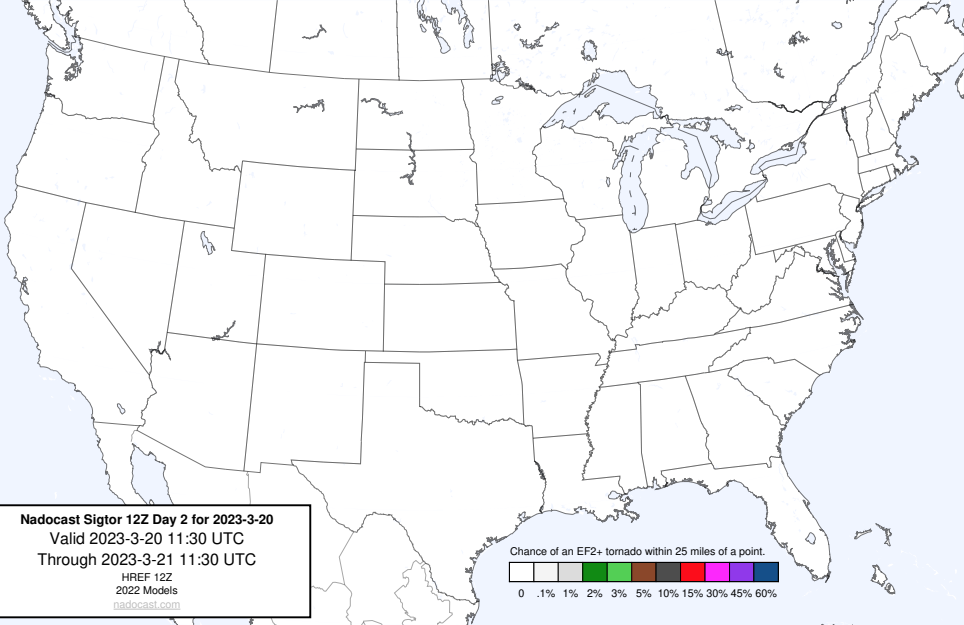 Nadocast Sigtor 12Z Day 2 for 2023-3-20
Valid 2023-3-20 11:30 UTC
Through 2023-3-21 11:30 UTC
HREF 12Z
2022 Models
nadocast.com
Chance of an EF2+ tornado within 25 miles of a point.
0 .1% 1% 2% 3% 5% 10% 15% 30% 45% 60%